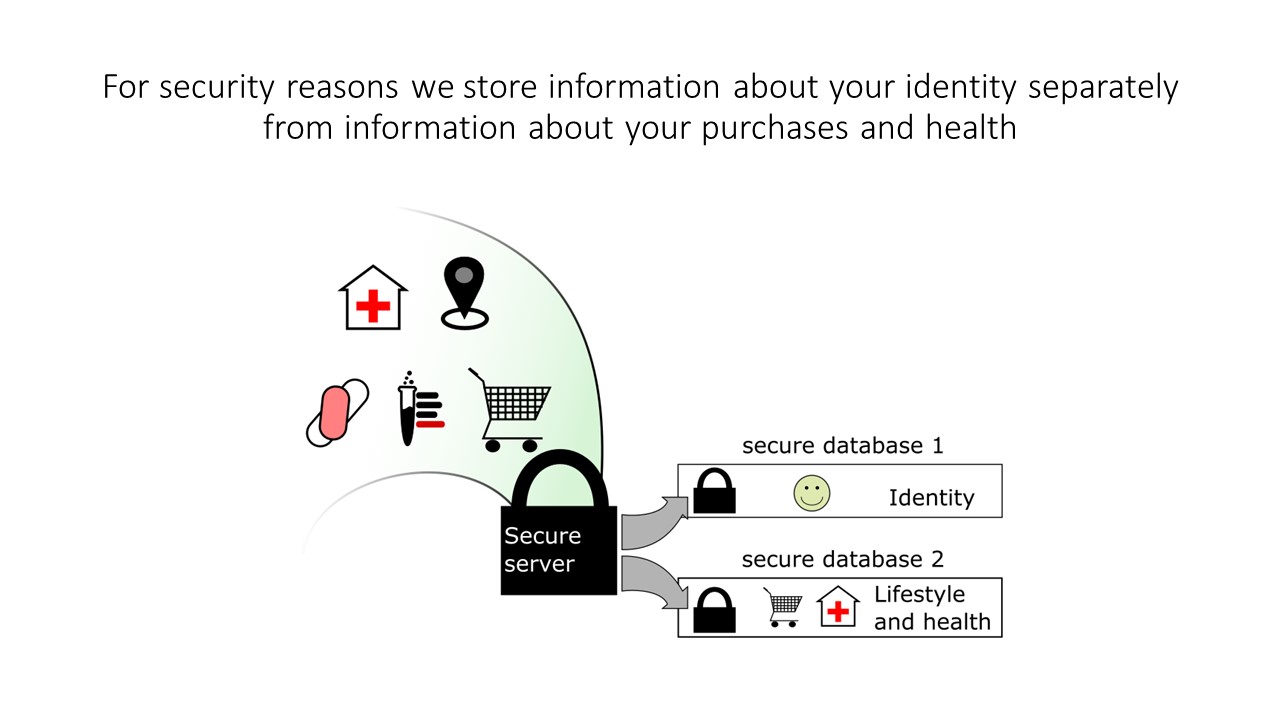 For security reasons we store information about your identity separately
from information about your purchases and health
Secure
server
secure database 1
Identity
secure database 2
Lifestyle
and health